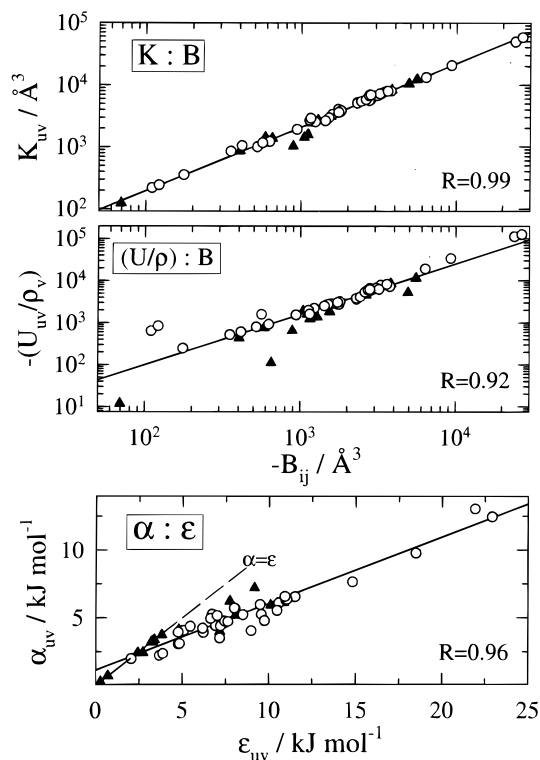 K : B
K_uv / Å^3
10^5
10^4
10^3
10^2
R=0.99
(U/ρ) : B
-(U_uv/ρ_v)
10^5
10^4
10^3
10^2
10^1
R=0.92
10^2 10^3 10^4
-B_ij / Å^3
α : ε
α_uv / kJ mol^-1
10
5
α=ε
R=0.96
0 5 10 15 20 25
ε_uv / kJ mol^-1